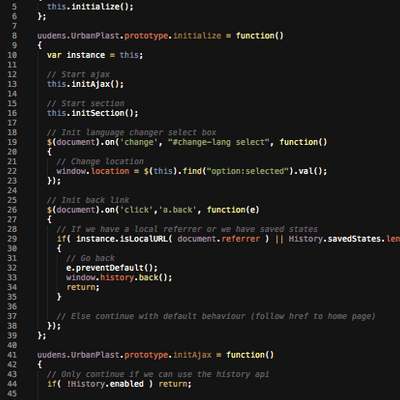 5 this.initialize();
6 };
7
8 uudens.UrbanPlast.prototype.initialize = function()
9 {
10 var instance = this;
11
12 // Start ajax
13 this.initAjax();
14
15 // Start section
16 this.initSection();
17
18 // Init language changer select box
19 $(document).on('change', "#change-lang select", function()
20 {
21 // Change location
22 window.location = $(this).find("option:selected").val();
23 });
24
25 // Init back link
26 $(document).on('click','a.back', function(e)
27 {
28 // If we have a local referrer or we have saved states
29 if( instance.isLocalURL( document.referrer ) || History.savedStates.len
30 {
31 // Go back
32 e.preventDefault();
33 window.history.back();
34 return;
35 }
36
37 // Else continue with default behaviour (follow href to home page)
38 });
39 };
40
41 uudens.UrbanPlast.prototype.initAjax = function()
42 {
43 // Only continue if we can use the history api
44 if( !History.enabled ) return;
45